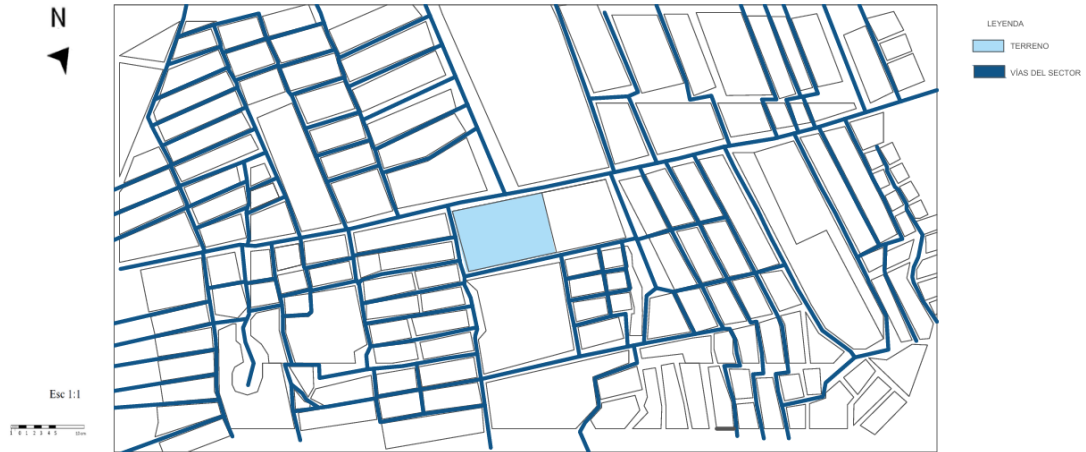 N
LEYENDA
TERRENO
VÍAS DEL SECTOR
Esc 1:1